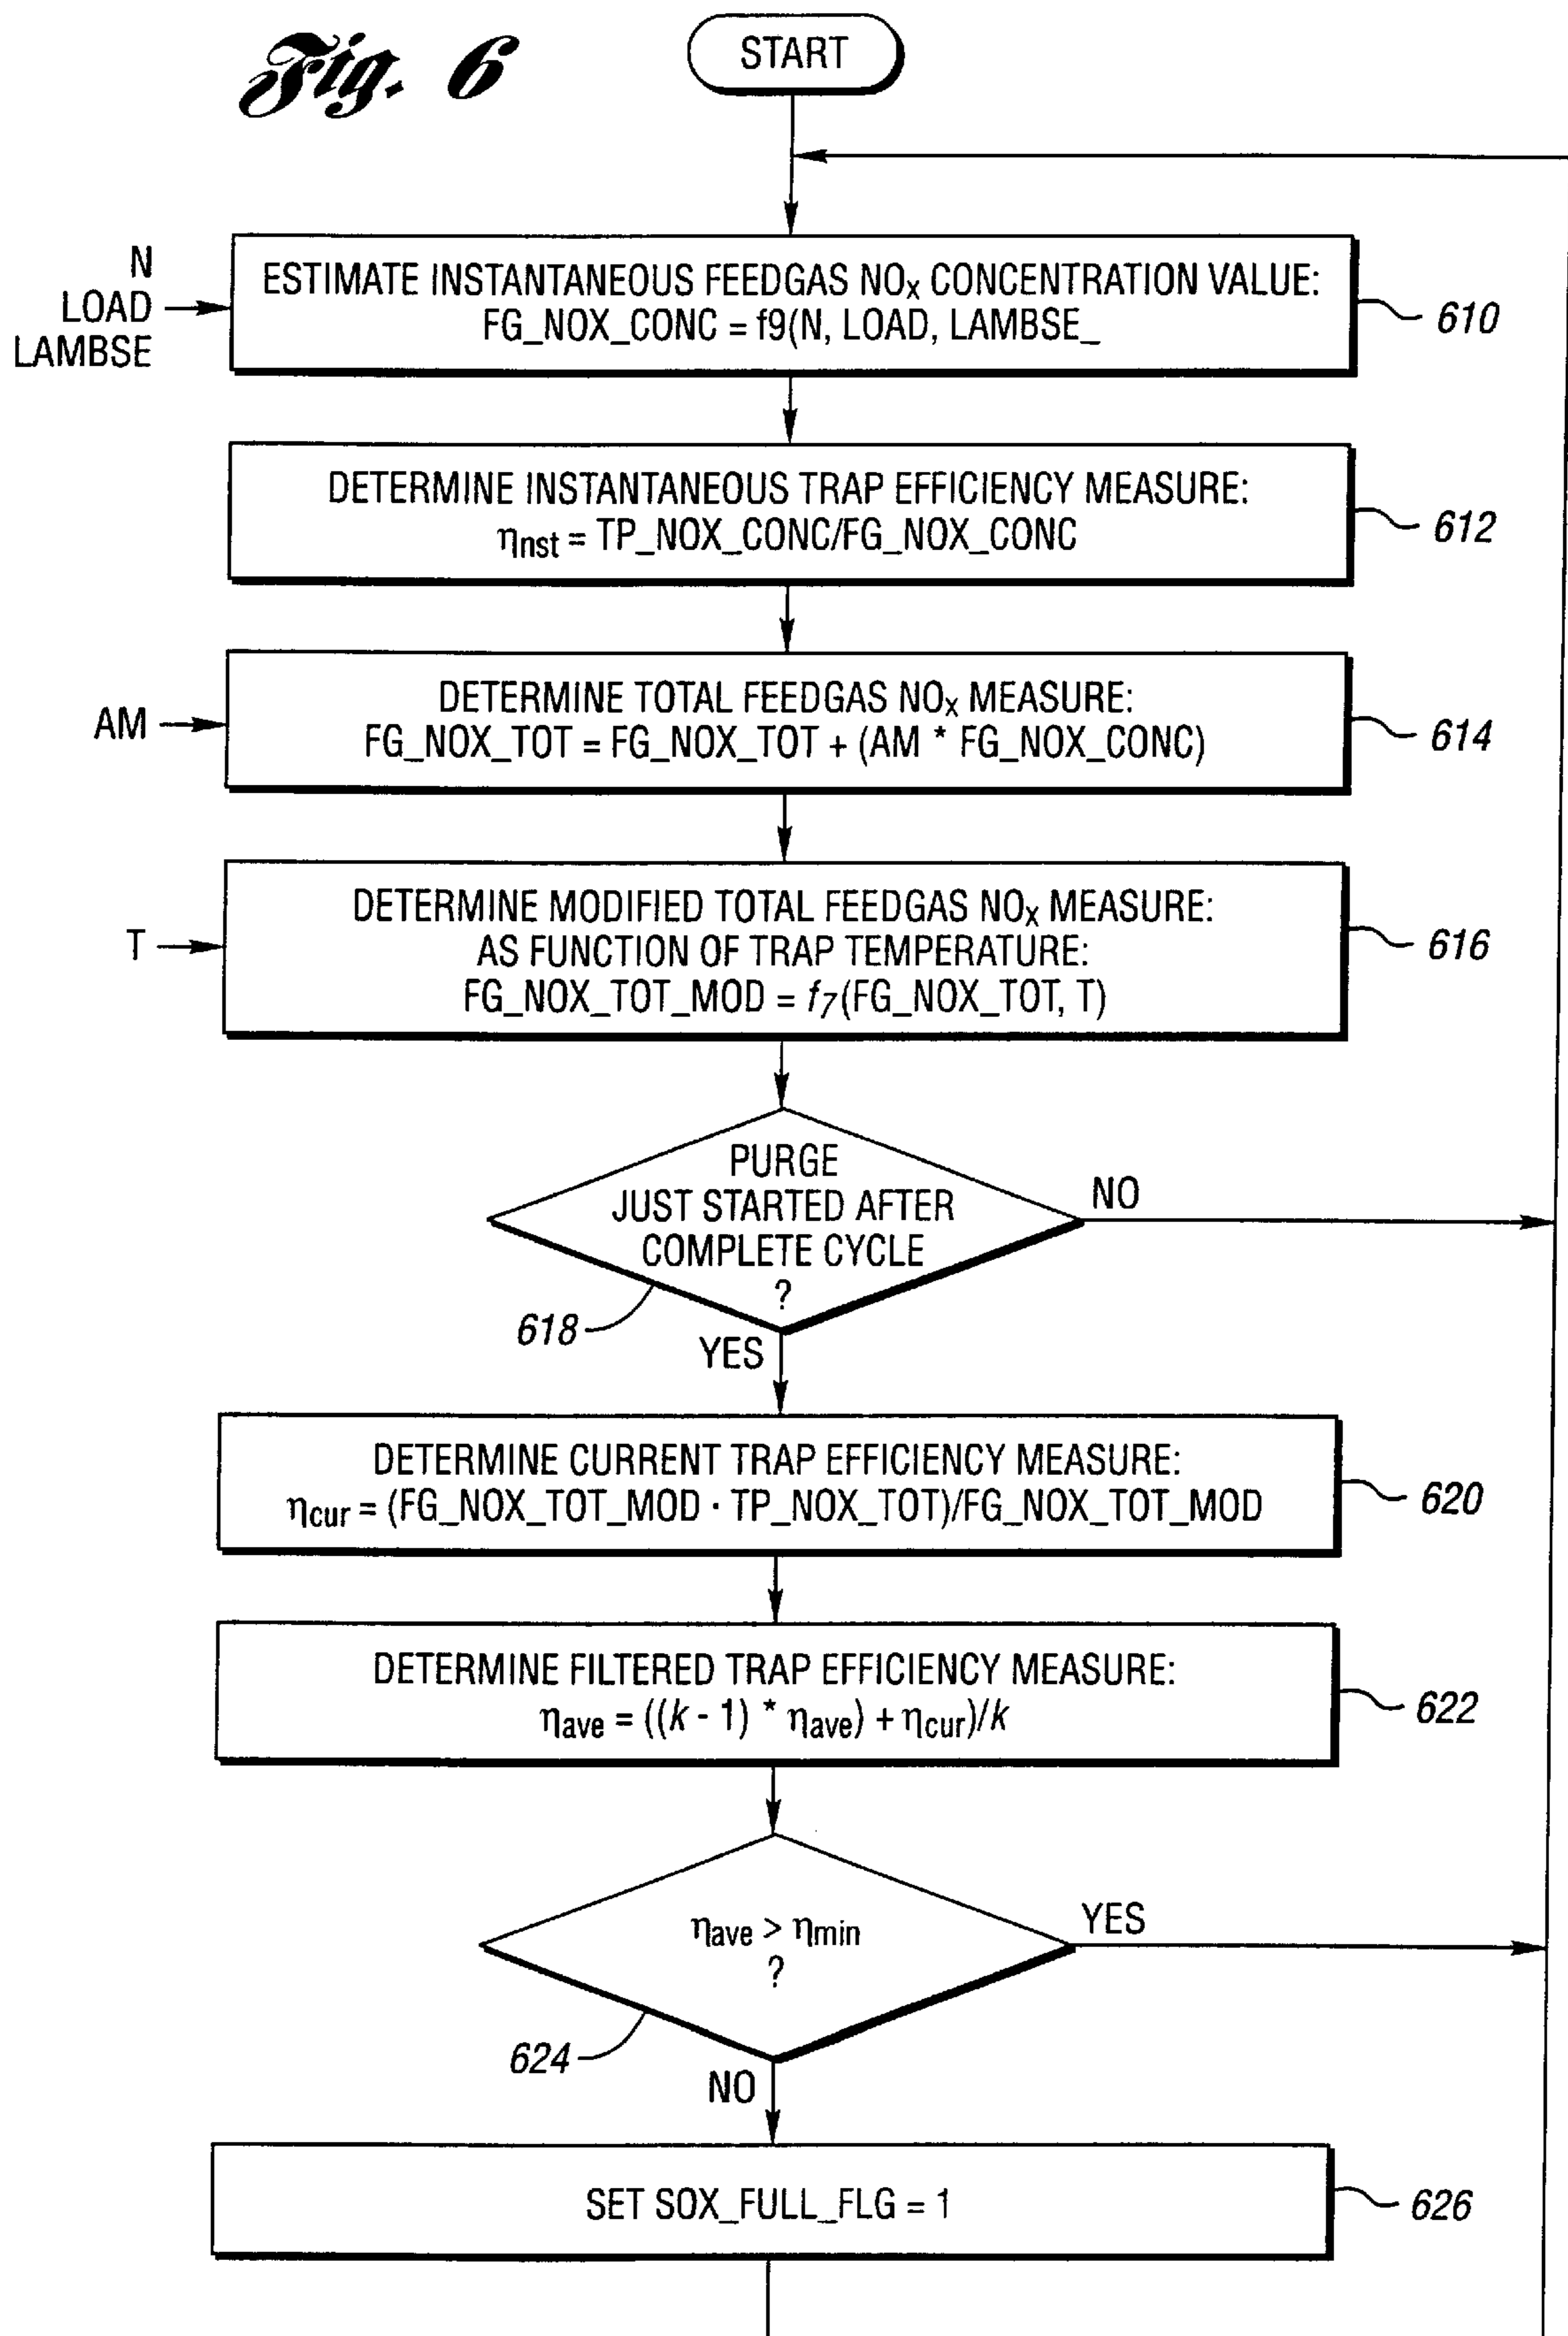 Fig. 6
START
N
LOAD
LAMBSE
ESTIMATE INSTANTANEOUS FEEDGAS NOx CONCENTRATION VALUE:
FG_NOX_CONC = f9(N, LOAD, LAMBSE_
610
DETERMINE INSTANTANEOUS TRAP EFFICIENCY MEASURE:
ηnst = TP_NOX_CONC/FG_NOX_CONC
612
AM
DETERMINE TOTAL FEEDGAS NOx MEASURE:
FG_NOX_TOT = FG_NOX_TOT + (AM * FG_NOX_CONC)
614
T
DETERMINE MODIFIED TOTAL FEEDGAS NOx MEASURE:
AS FUNCTION OF TRAP TEMPERATURE:
FG_NOX_TOT_MOD = f7(FG_NOX_TOT, T)
616
PURGE
JUST STARTED AFTER
COMPLETE CYCLE
?
NO
618
YES
DETERMINE CURRENT TRAP EFFICIENCY MEASURE:
ηcur = (FG_NOX_TOT_MOD · TP_NOX_TOT)/FG_NOX_TOT_MOD
620
DETERMINE FILTERED TRAP EFFICIENCY MEASURE:
ηave = ((k - 1) * ηave) + ηcur)/k
622
ηave > ηmin
?
YES
624
NO
SET SOX_FULL_FLG = 1
626